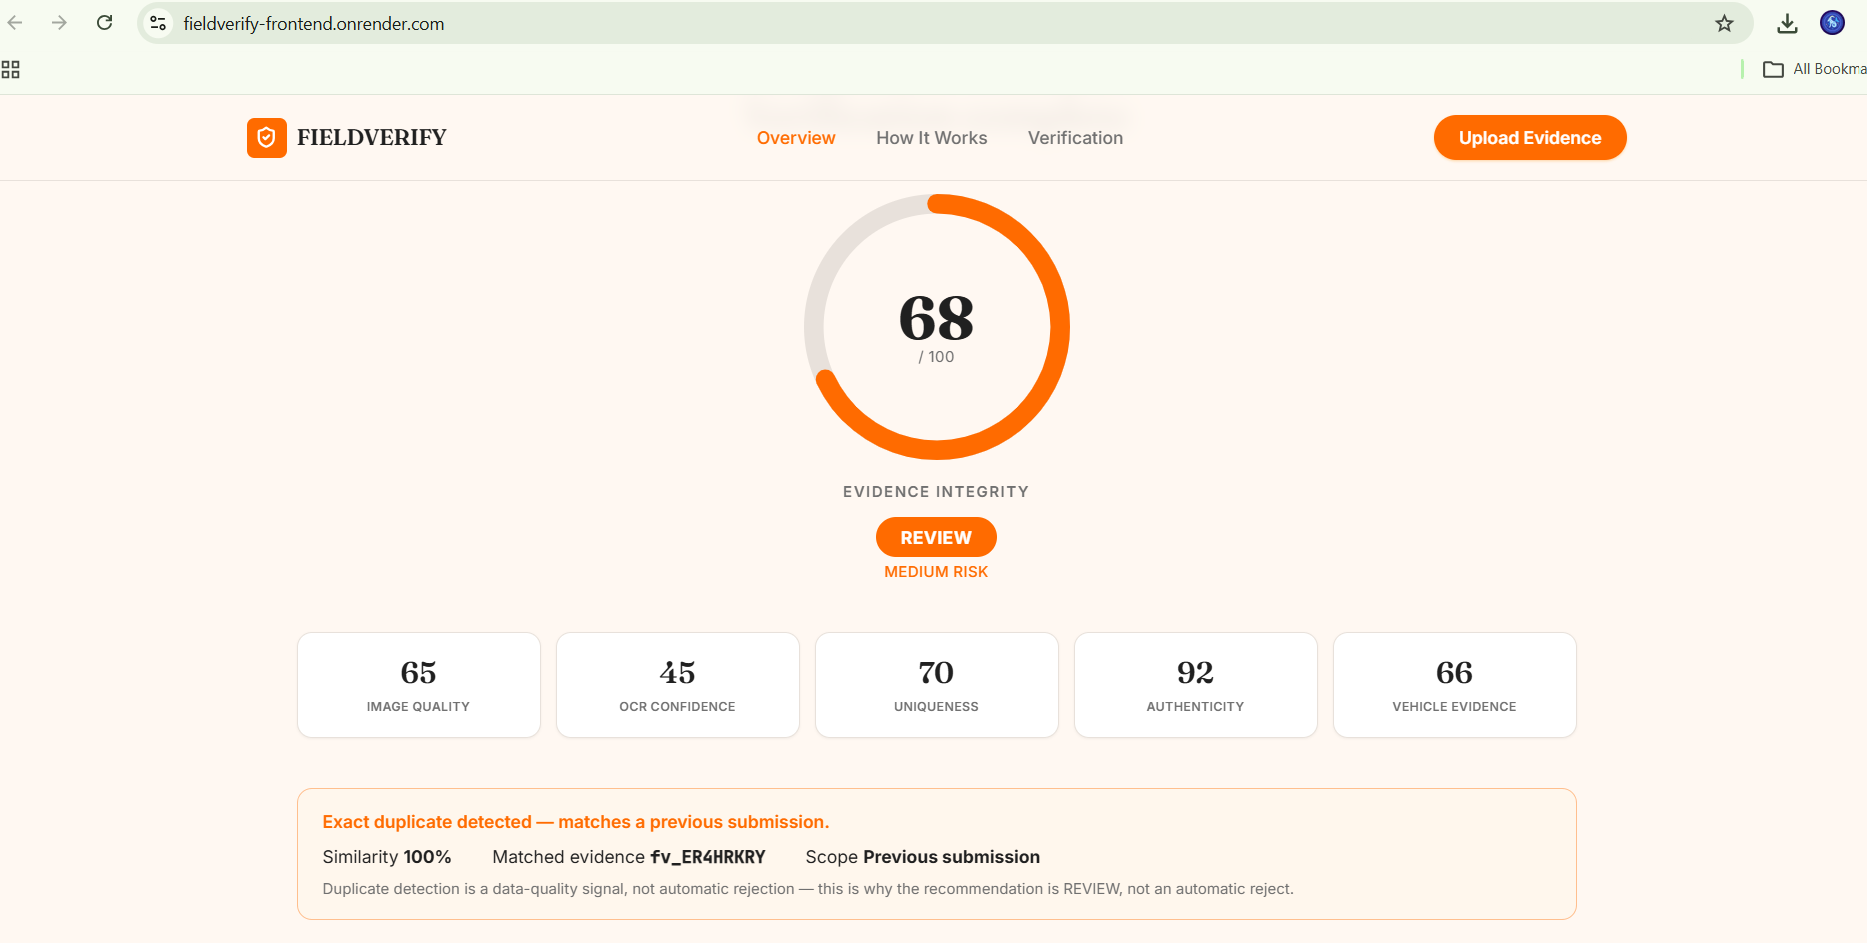 fieldverify-frontend.onrender.com
All Bookma
FIELDVERIFY
Overview
How It Works
Verification
Upload Evidence
68
/ 100
EVIDENCE INTEGRITY
REVIEW
MEDIUM RISK
65
IMAGE QUALITY
45
OCR CONFIDENCE
70
UNIQUENESS
92
AUTHENTICITY
66
VEHICLE EVIDENCE
Exact duplicate detected — matches a previous submission.
Similarity 100% Matched evidence fv_ER4HRKRY Scope Previous submission
Duplicate detection is a data-quality signal, not automatic rejection — this is why the recommendation is REVIEW, not an automatic reject.